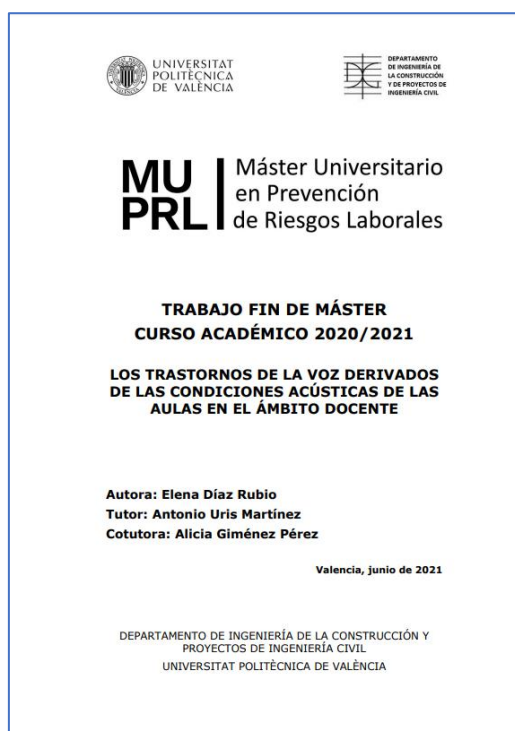 UNIVERSITAT
POLITÈCNICA
DE VALÈNCIA
DEPARTAMENTO
DE INGENIERÍA DE
LA CONSTRUCCIÓN
Y DE PROYECTOS DE
INGENIERÍA CIVIL
MU
PRL
Máster Universitario
en Prevención
de Riesgos Laborales
TRABAJO FIN DE MÁSTER
CURSO ACADÉMICO 2020/2021
LOS TRASTORNOS DE LA VOZ DERIVADOS
DE LAS CONDICIONES ACÚSTICAS DE LAS
AULAS EN EL ÁMBITO DOCENTE
Autora: Elena Díaz Rubio
Tutor: Antonio Uris Martínez
Cotutora: Alicia Giménez Pérez
Valencia, junio de 2021
DEPARTAMENTO DE INGENIERÍA DE LA CONSTRUCCIÓN Y
PROYECTOS DE INGENIERÍA CIVIL
UNIVERSITAT POLITÈCNICA DE VALÈNCIA